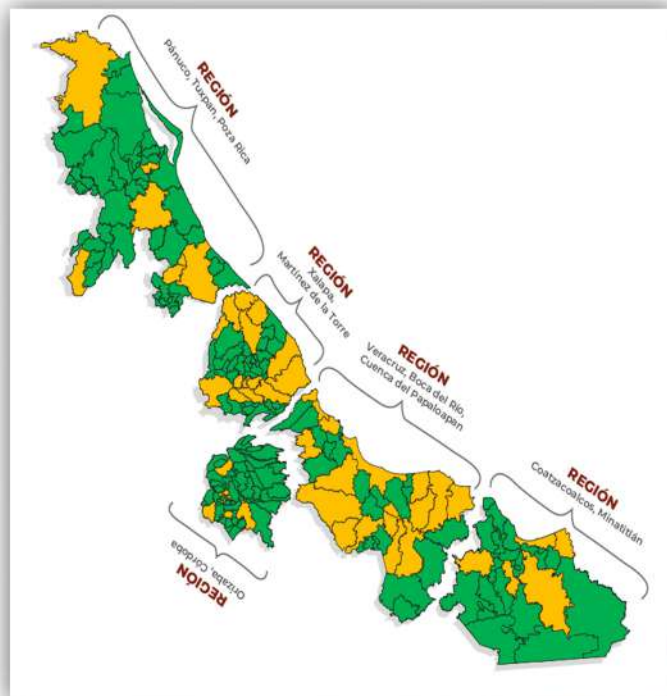 REGIÓN
Pánuco, Tuxpan, Poza Rica
REGIÓN
Xalapa,
Martínez de la Torre
REGIÓN
Veracruz, Boca del Río,
Cuenca del Papaloapan
REGIÓN
Coatzacoalcos, Minatitlán
REGIÓN
Orizaba, Córdoba